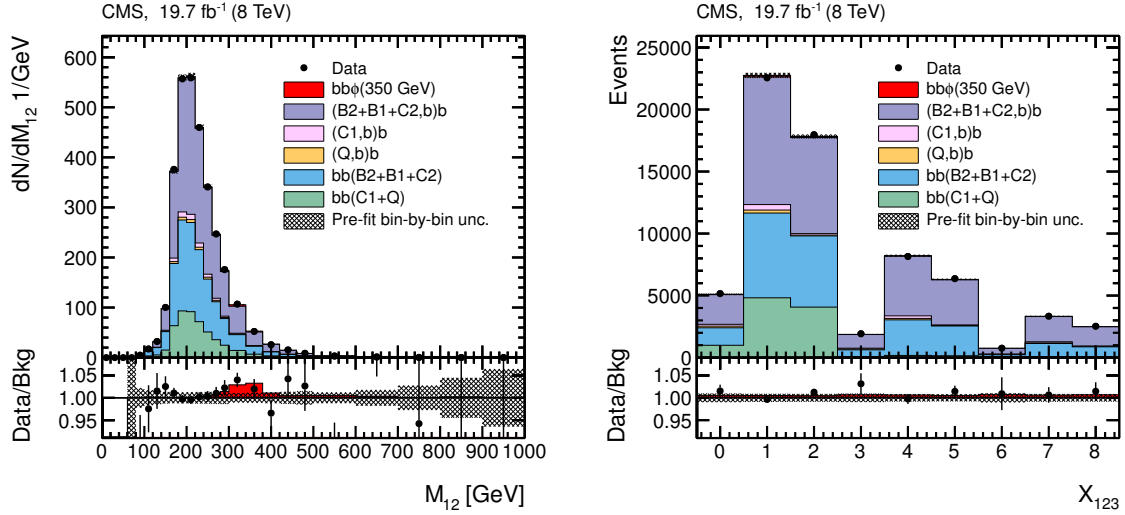 CMS, 19.7 fb⁻¹ (8 TeV)
dN/dM₁₂ 1/GeV
600
500
400
300
200
100
0
Data
bbϕ(350 GeV)
(B2+B1+C2,b)b
(C1,b)b
(Q,b)b
bb(B2+B1+C2)
bb(C1+Q)
Pre-fit bin-by-bin unc.
Data/Bkg
1.05
1.00
0.95
0 100 200 300 400 500 600 700 800 900 1000
M₁₂ [GeV]
CMS, 19.7 fb⁻¹ (8 TeV)
Events
25000
20000
15000
10000
5000
0
Data
bbϕ(350 GeV)
(B2+B1+C2,b)b
(C1,b)b
(Q,b)b
bb(B2+B1+C2)
bb(C1+Q)
Pre-fit bin-by-bin unc.
Data/Bkg
1.05
1.00
0.95
0 1 2 3 4 5 6 7 8
X₁₂₃